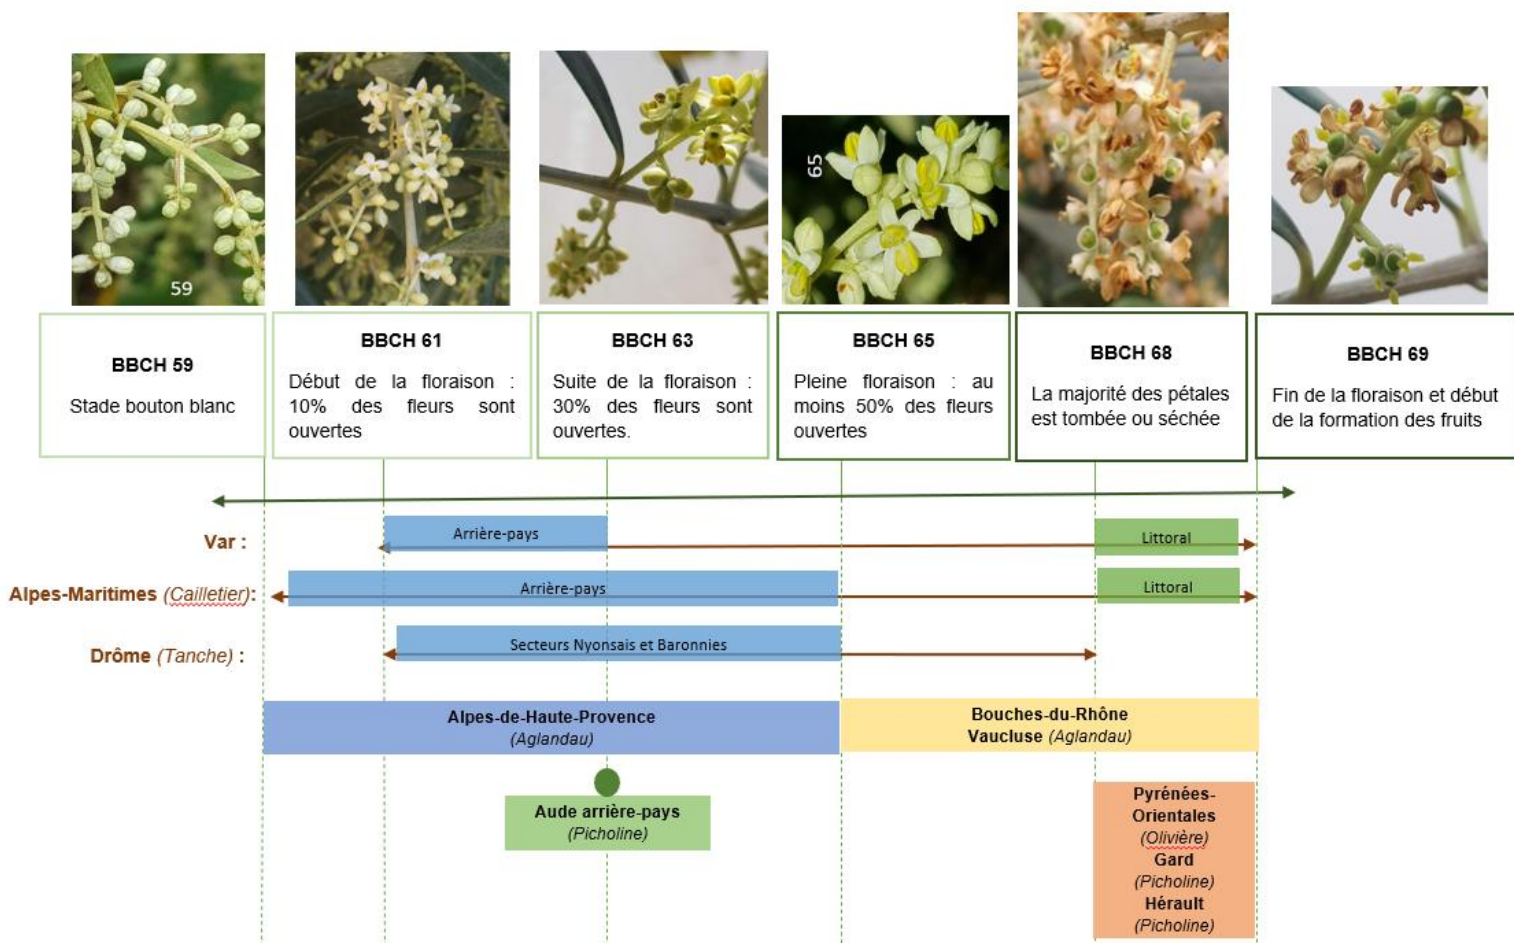 59
65
BBCH 59
Stade bouton blanc
BBCH 61
Début de la floraison :
10% des fleurs sont
ouvertes
BBCH 63
Suite de la floraison :
30% des fleurs sont
ouvertes.
BBCH 65
Pleine floraison : au
moins 50% des fleurs
ouvertes
BBCH 68
La majorité des pétales
est tombée ou séchée
BBCH 69
Fin de la floraison et début
de la formation des fruits
Var :
Arrière-pays
Littoral
Alpes-Maritimes (Cailletier):
Arrière-pays
Littoral
Drôme (Tanche) :
Secteurs Nyonsais et Baronnies
Alpes-de-Haute-Provence
(Aglandau)
Bouches-du-Rhône
Vaucluse (Aglandau)
Aude arrière-pays
(Picholine)
Pyrénées-
Orientales
(Olivière)
Gard
(Picholine)
Hérault
(Picholine)